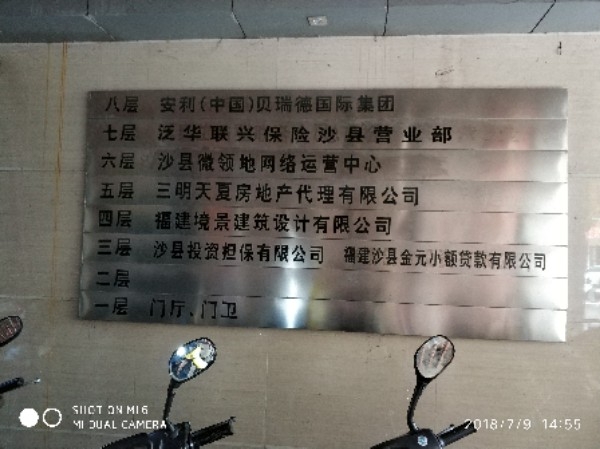 八层 安利(中国)贝瑞德国际集团
七层 泛华联兴保险沙县营业部
六层 沙县微领地网络运营中心
五层 三明天夏房地产代理有限公司
四层 福建境景建筑设计有限公司
三层 沙县投资担保有限公司 福建沙县金元小额贷款有限公司
二层
一层 门厅、门卫
SHOT ON MI 6
MI DUAL CAMERA
2018/7/9 14:55